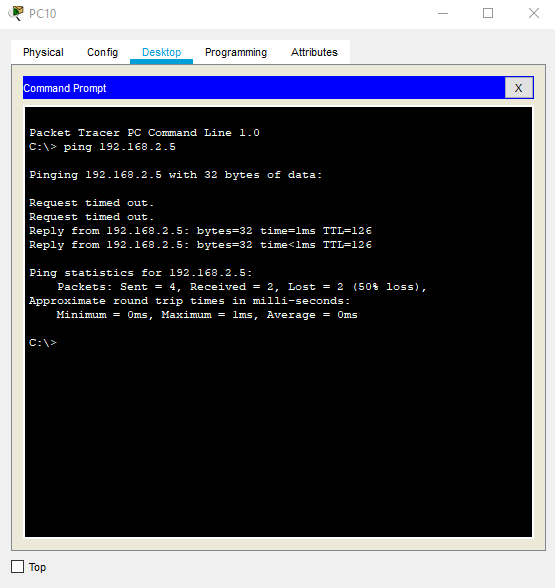 PC10
Physical Config Desktop Programming Attributes
Command Prompt X
Packet Tracer PC Command Line 1.0
C:\> ping 192.168.2.5
Pinging 192.168.2.5 with 32 bytes of data:
Request timed out.
Request timed out.
Reply from 192.168.2.5: bytes=32 time=1ms TTL=126
Reply from 192.168.2.5: bytes=32 time<1ms TTL=126
Ping statistics for 192.168.2.5:
    Packets: Sent = 4, Received = 2, Lost = 2 (50% loss),
Approximate round trip times in milli-seconds:
    Minimum = 0ms, Maximum = 1ms, Average = 0ms
C:\>
Top